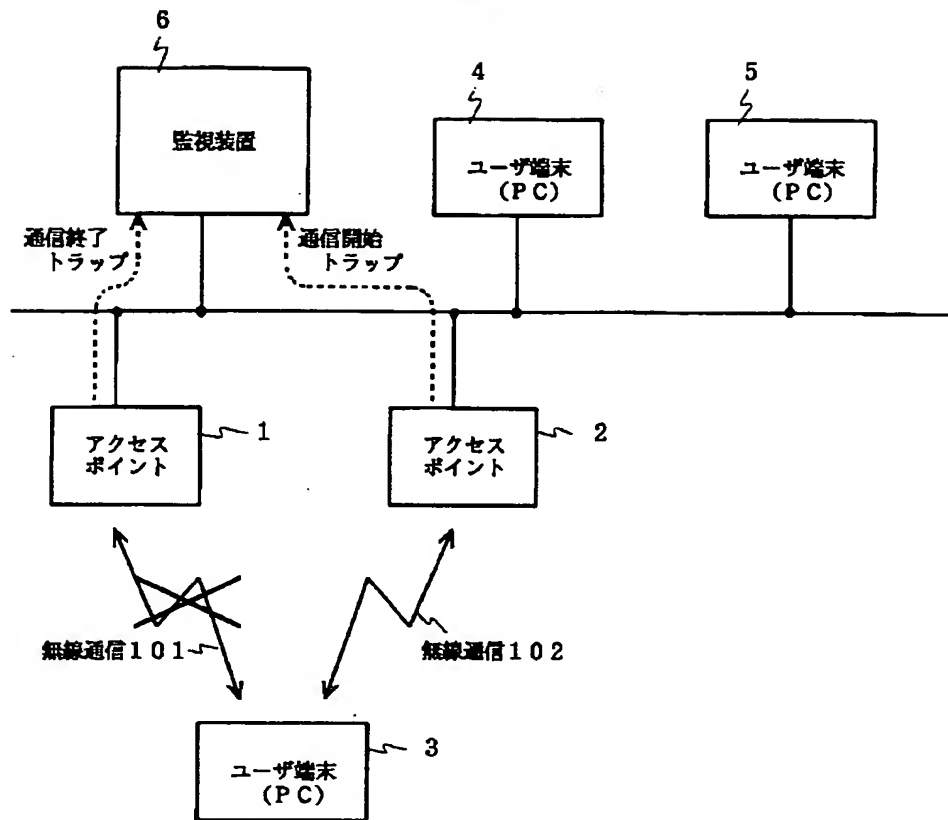 6
監視装置
4
ユーザ端末
(PC)
5
ユーザ端末
(PC)
通信終了
トラップ
通信開始
トラップ
アクセス
ポイント
1
アクセス
ポイント
2
無線通信101
無線通信102
ユーザ端末
(PC)
3